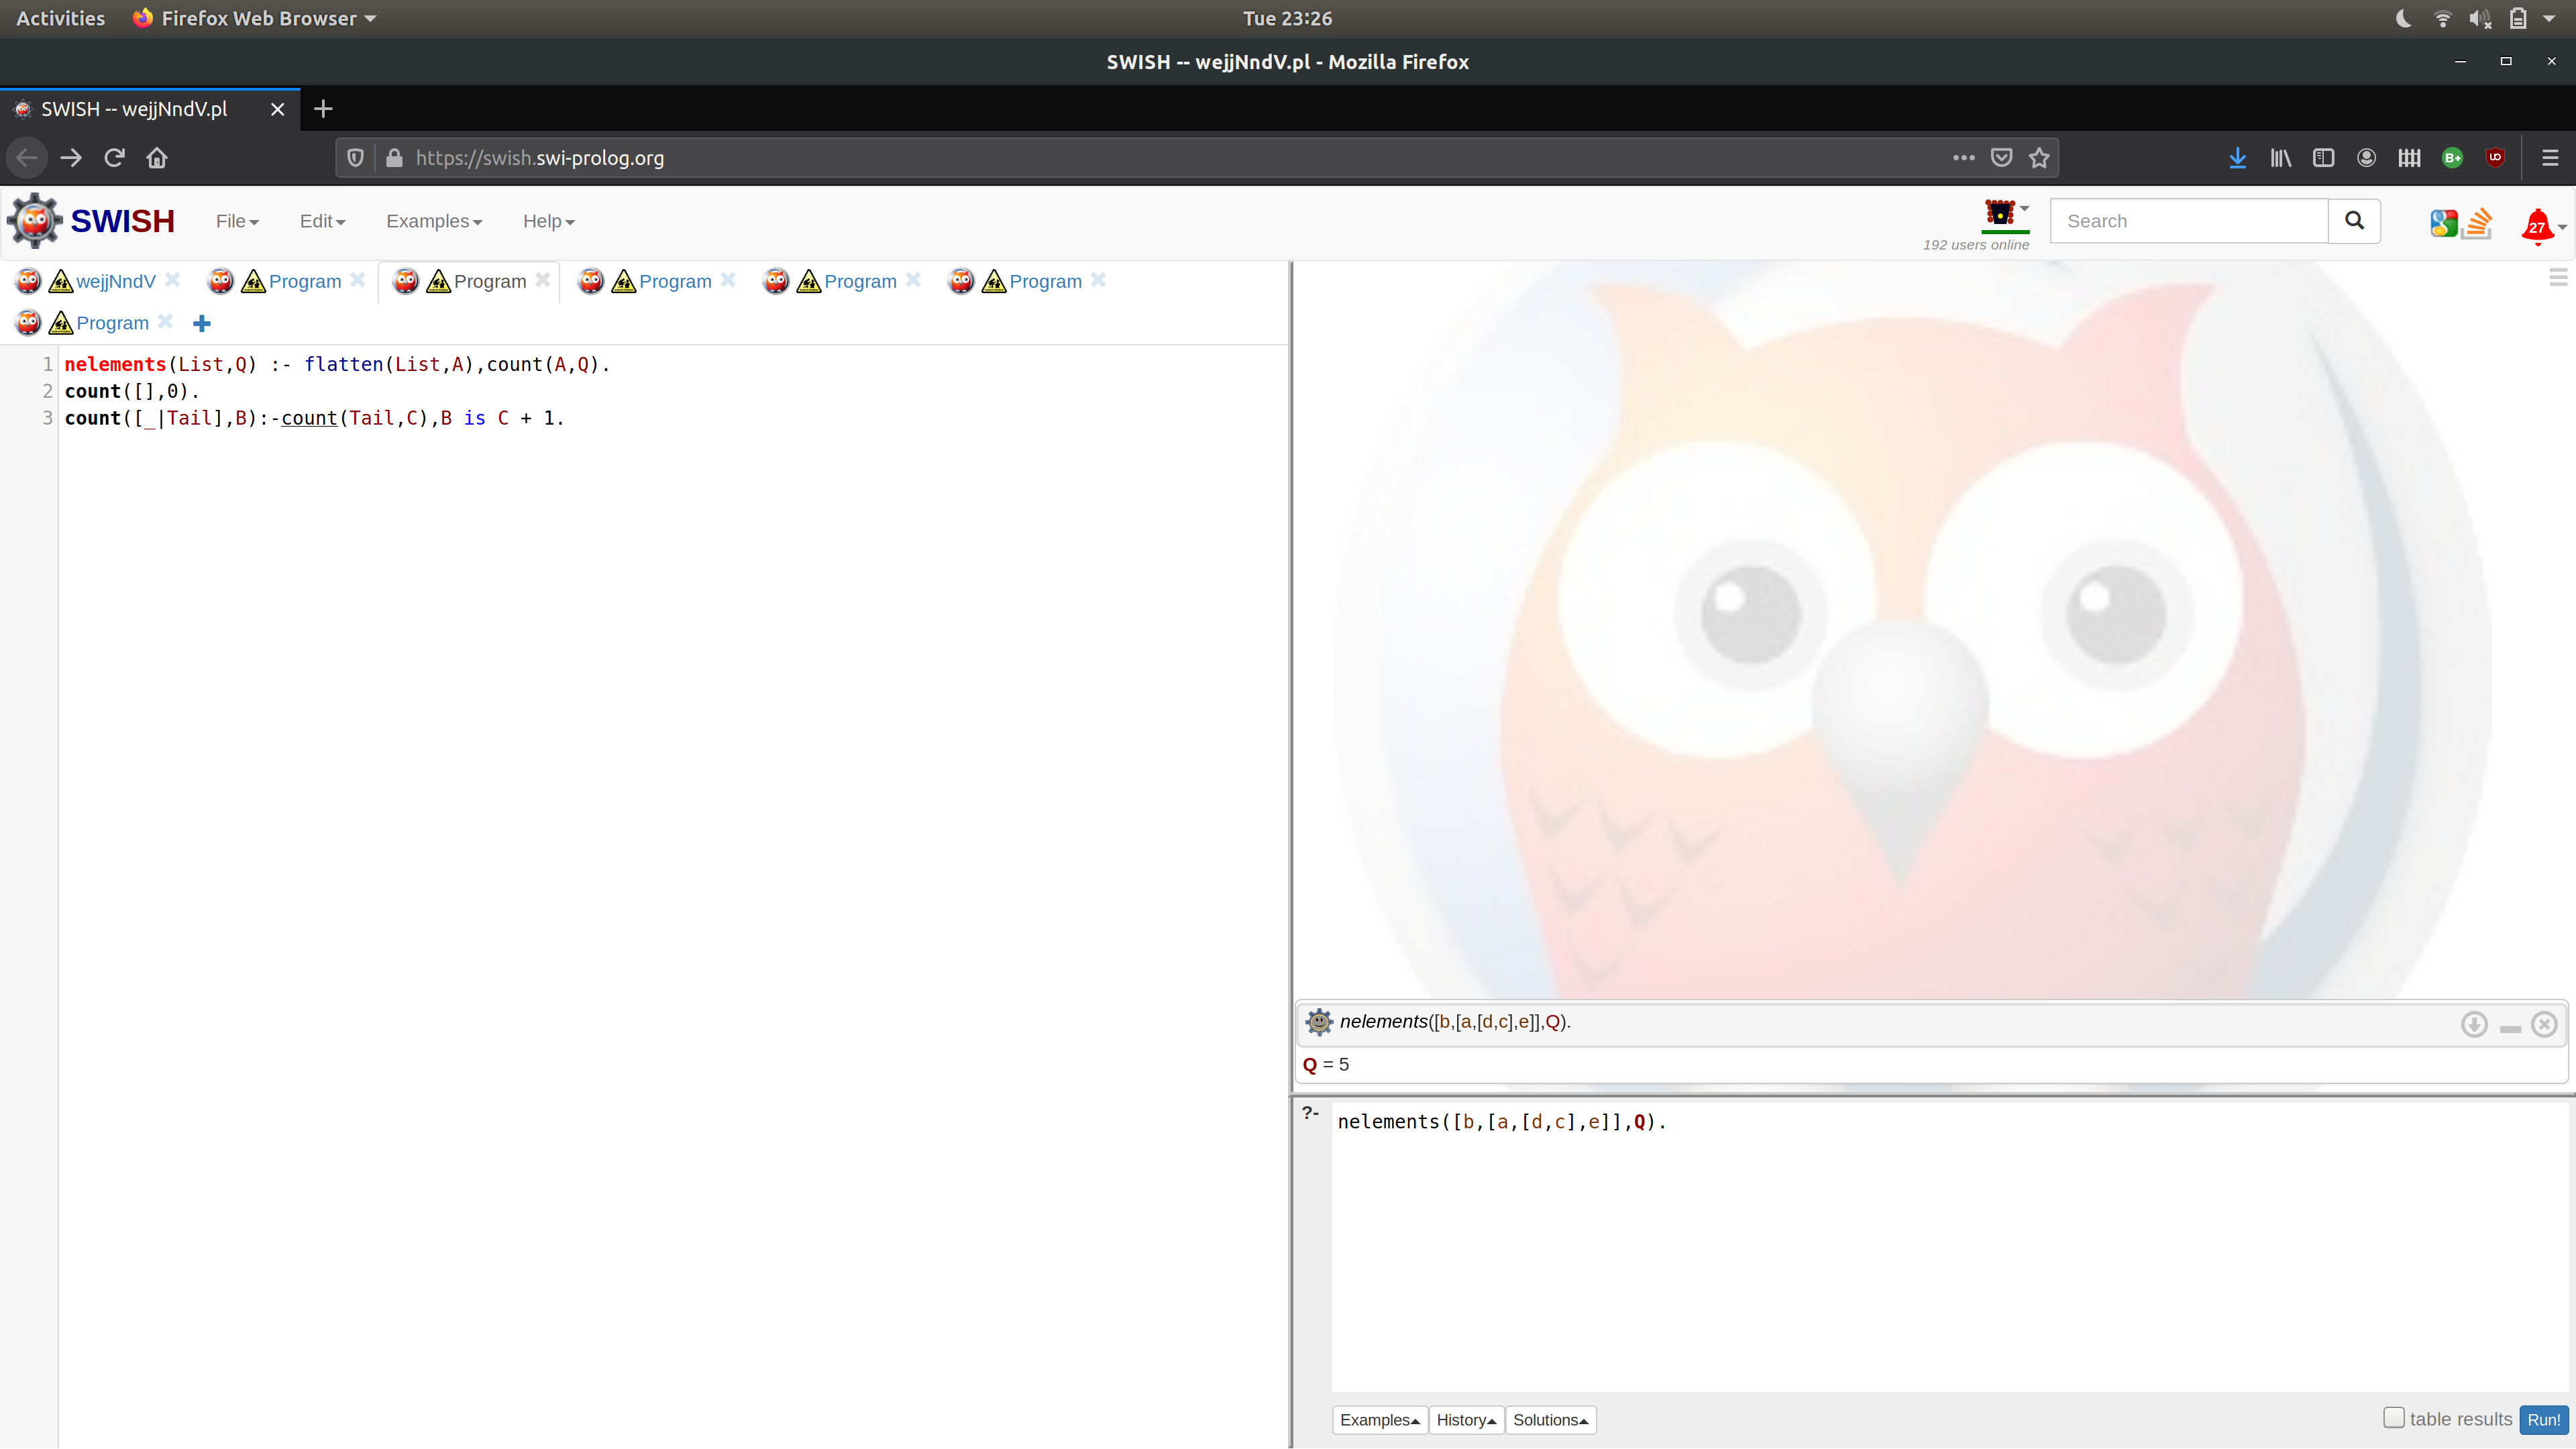 Activities Firefox Web Browser Tue 23:26
SWISH -- wejjNndV.pl - Mozilla Firefox
SWISH -- wejjNndV.pl
https://swish.swi-prolog.org
SWISH File Edit Examples Help 192 users online Search 27
wejjNndV Program Program Program Program Program
Program
1 nelements(List,Q) :- flatten(List,A),count(A,Q).
2 count([],0).
3 count([_|Tail],B):-count(Tail,C),B is C + 1.
nelements([b,[a,[d,c],e]],Q).
Q = 5
?- nelements([b,[a,[d,c],e]],Q).
Examples History Solutions table results Run!